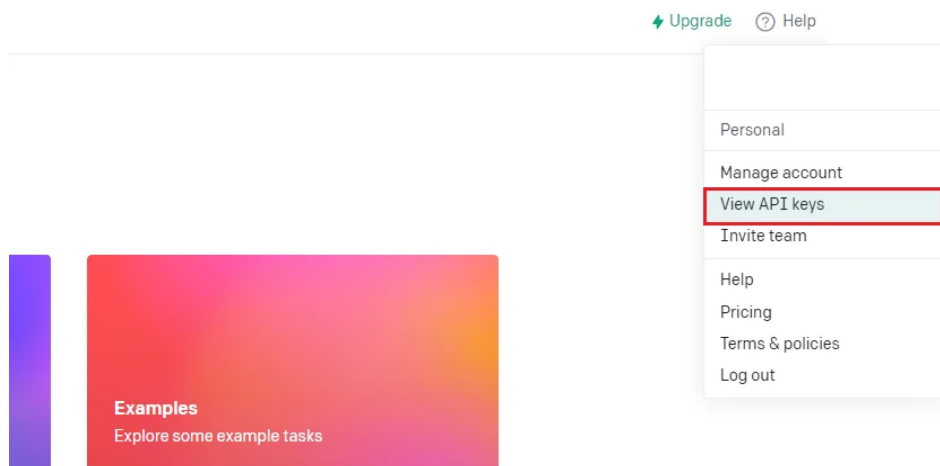 Upgrade
Help
Personal
Manage account
View API keys
Invite team
Help
Pricing
Terms & policies
Log out
Examples
Explore some example tasks